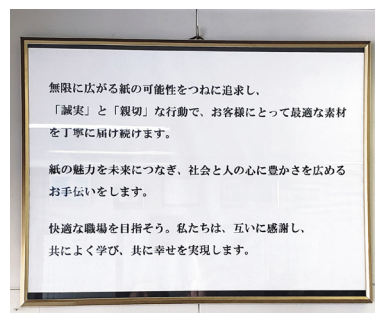 無限に広がる紙の可能性をつねに追求し、
「誠実」と「親切」な行動で、お客様にとって最適な素材
を丁寧に届け続けます。
紙の魅力を未来につなぎ、社会と人の心に豊かさを広める
お手伝いをします。
快適な職場を目指そう。私たちは、互いに感謝し、
共によく学び、共に幸せを実現します。